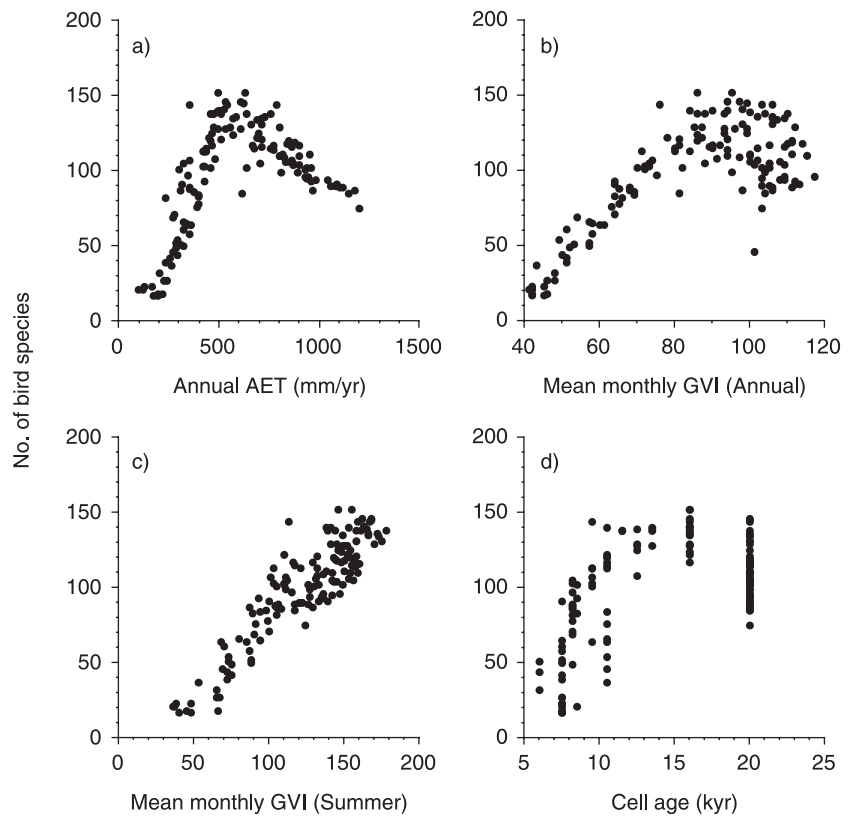 200
150
100
50
0
a)
0 500 1000 1500
Annual AET (mm/yr)
200
150
100
50
0
b)
40 60 80 100 120
Mean monthly GVI (Annual)
No. of bird species
200
150
100
50
0
c)
0 50 100 150 200
Mean monthly GVI (Summer)
200
150
100
50
0
d)
5 10 15 20 25
Cell age (kyr)